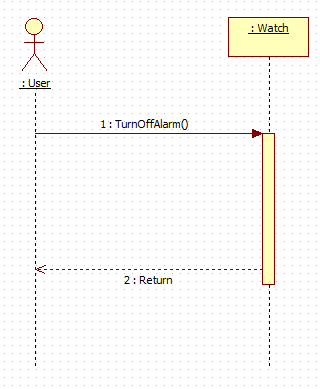 : User
: Watch
1 : TurnOffAlarm()
2 : Return